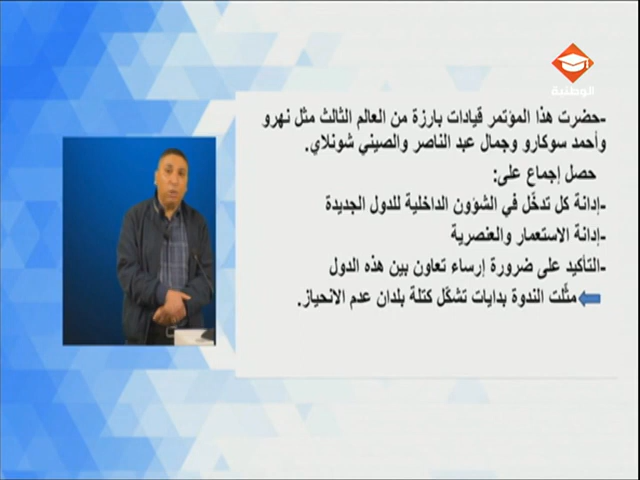 الوطنية
-حضرت هذا المؤتمر قيادات بارزة من العالم الثالث مثل نهرو
وأحمد سوكارو وجمال عبد الناصر والصيني شونلاي.
حصل إجماع على:
-إدانة كل تدخّل في الشؤون الداخلية للدول الجديدة
-إدانة الاستعمار والعنصرية
-التأكيد على ضرورة إرساء تعاون بين هذه الدول
مثّلت الندوة بدايات تشكّل كتلة بلدان عدم الانحياز.